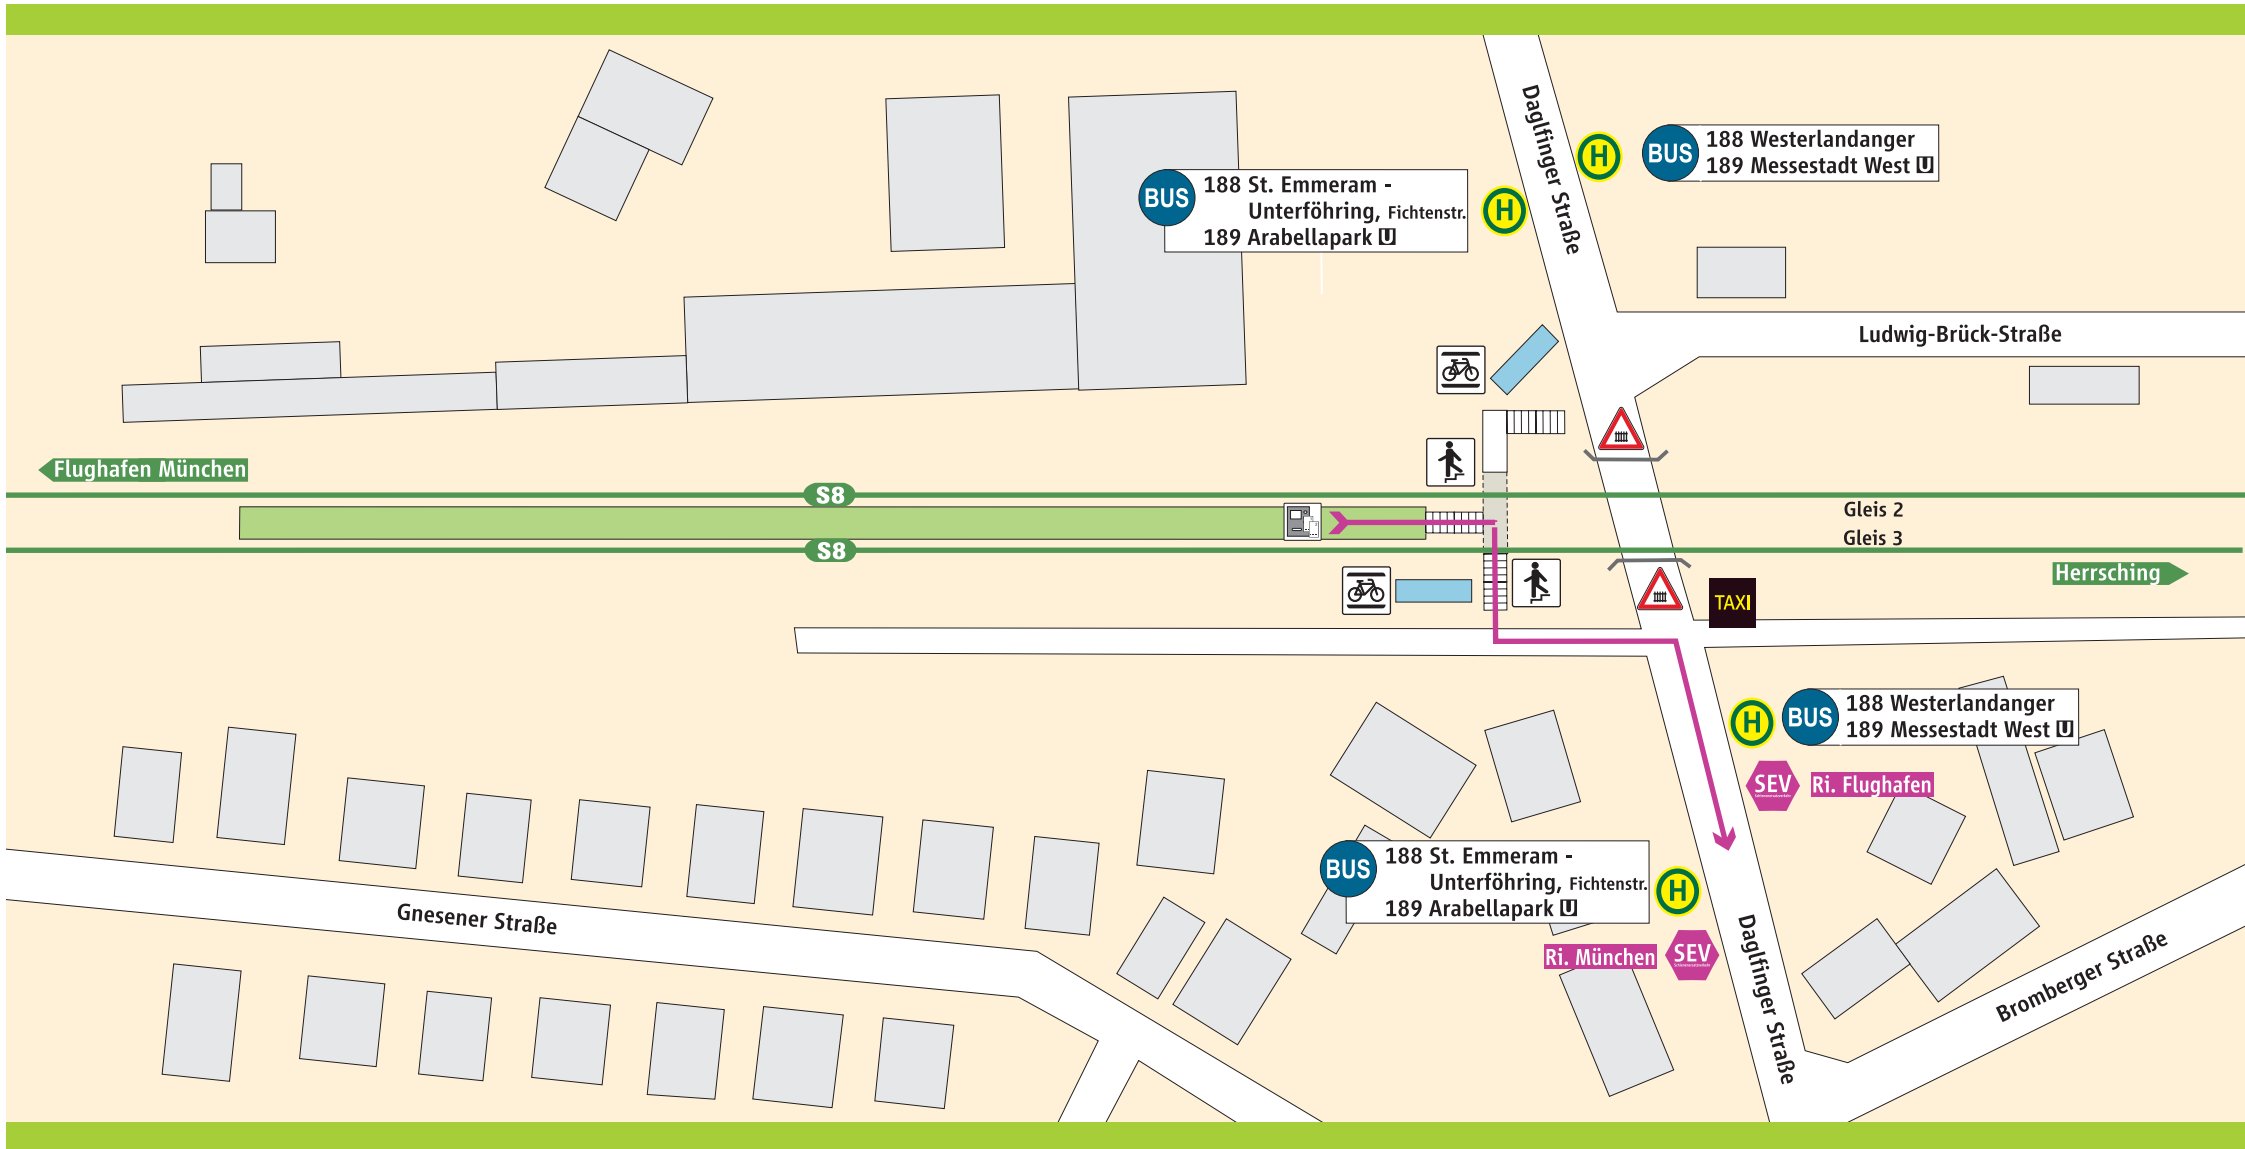 Daglfinger Straße
H
BUS
188 Westerlandanger
189 Messestadt West U
BUS
188 St. Emmeram -
Unterföhring, Fichtenstr.
189 Arabellapark U
H
Ludwig-Brück-Straße
Flughafen München
S8
Gleis 2
S8
Gleis 3
Herrsching
TAXI
H
BUS
188 Westerlandanger
189 Messestadt West U
SEV
Ri. Flughafen
BUS
188 St. Emmeram -
Unterföhring, Fichtenstr.
189 Arabellapark U
H
Gnesener Straße
Ri. München
SEV
Daglfinger Straße
Bromberger Straße